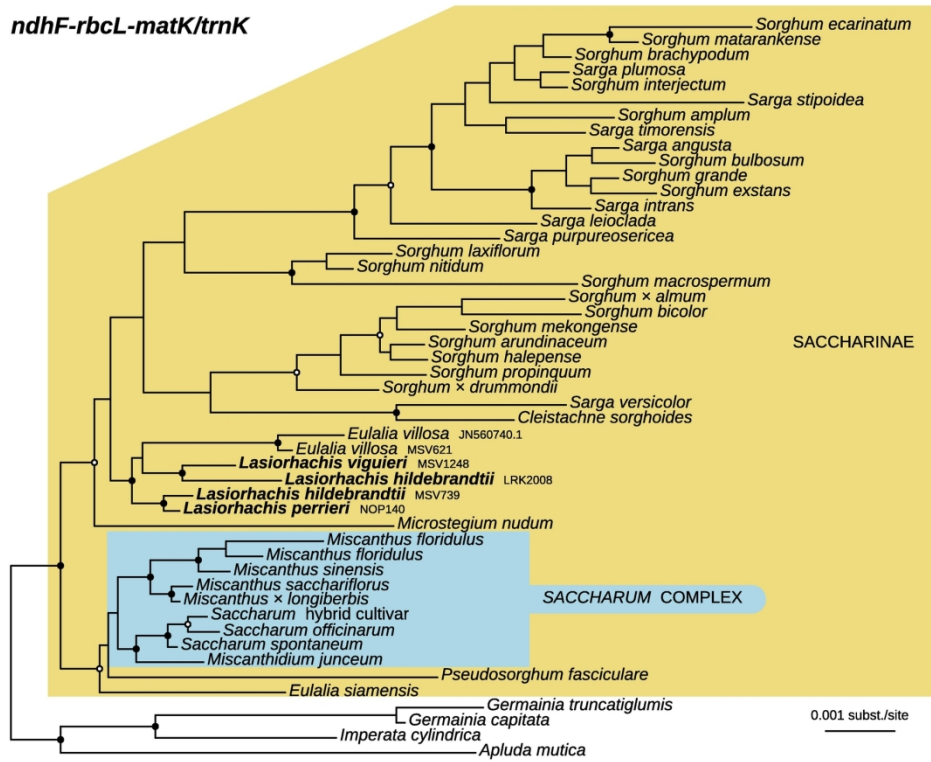 ndhF-rbcL-matK/trnK
Sorghum ecarinatum
Sorghum matarankense
Sorghum brachypodum
Sarga plumosa
Sorghum interjectum
Sarga stipoidea
Sorghum amplum
Sarga timorensis
Sarga angusta
Sorghum bulbosum
Sorghum grande
Sorghum exstans
Sarga intrans
Sarga leioclada
Sarga purpureosericea
Sorghum laxiflorum
Sorghum nitidum
Sorghum macrospermum
Sorghum × almum
Sorghum bicolor
Sorghum mekongense
Sorghum arundinaceum
SACCHARINAE
Sorghum halepense
Sorghum propinquum
Sorghum × drummondii
Sarga versicolor
Cleistachne sorghoides
Eulalia villosa JN560740.1
Eulalia villosa MSV621
Lasiorhachis viguieri MSV1248
Lasiorhachis hildebrandtii LRK2008
Lasiorhachis hildebrandtii MSV739
Lasiorhachis perrieri NOP140
Microstegium nudum
Miscanthus floridulus
Miscanthus floridulus
Miscanthus sinensis
Miscanthus sacchariflorus
Miscanthus × longiberbis
SACCHARUM COMPLEX
Saccharum hybrid cultivar
Saccharum officinarum
Saccharum spontaneum
Miscanthidium junceum
Pseudosorghum fasciculare
Eulalia siamensis
Germainia truncatiglumis
Germainia capitata
0.001 subst./site
Imperata cylindrica
Apluda mutica